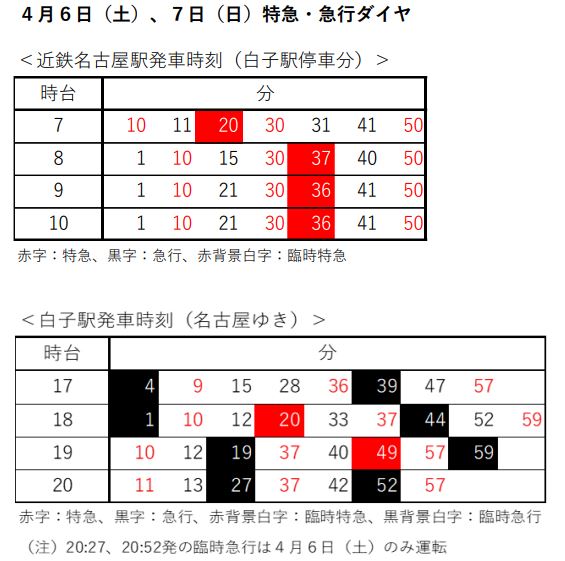 ４月６日（土）、７日（日）特急・急行ダイヤ
＜近鉄名古屋駅発車時刻（白子駅停車分）＞
時台 分
7 10 11 20 30 31 41 50
8 1 10 15 30 37 40 50
9 1 10 21 30 36 41 50
10 1 10 21 30 36 41 50
赤字：特急、黒字：急行、赤背景白字：臨時特急
＜白子駅発車時刻（名古屋ゆき）＞
時台 分
17 4 9 15 28 36 39 47 57
18 1 10 12 20 33 37 44 52 59
19 10 12 19 37 40 49 57 59
20 11 13 27 37 42 52 57
赤字：特急、黒字：急行、赤背景白字：臨時特急、黒背景白字：臨時急行
（注）20:27、20:52発の臨時急行は４月６日（土）のみ運転